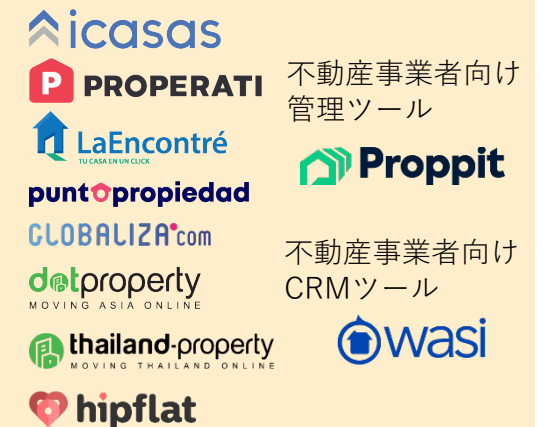 icasas
PROPERATI
LaEncontré
TU CASA EN UN CLICK
puntopropiedad
GLOBALIZA.com
dotproperty
MOVING ASIA ONLINE
thailand-property
MOVING THAILAND ONLINE
hipflat
不動産事業者向け
管理ツール
Proppit
不動産事業者向け
CRMツール
wasi